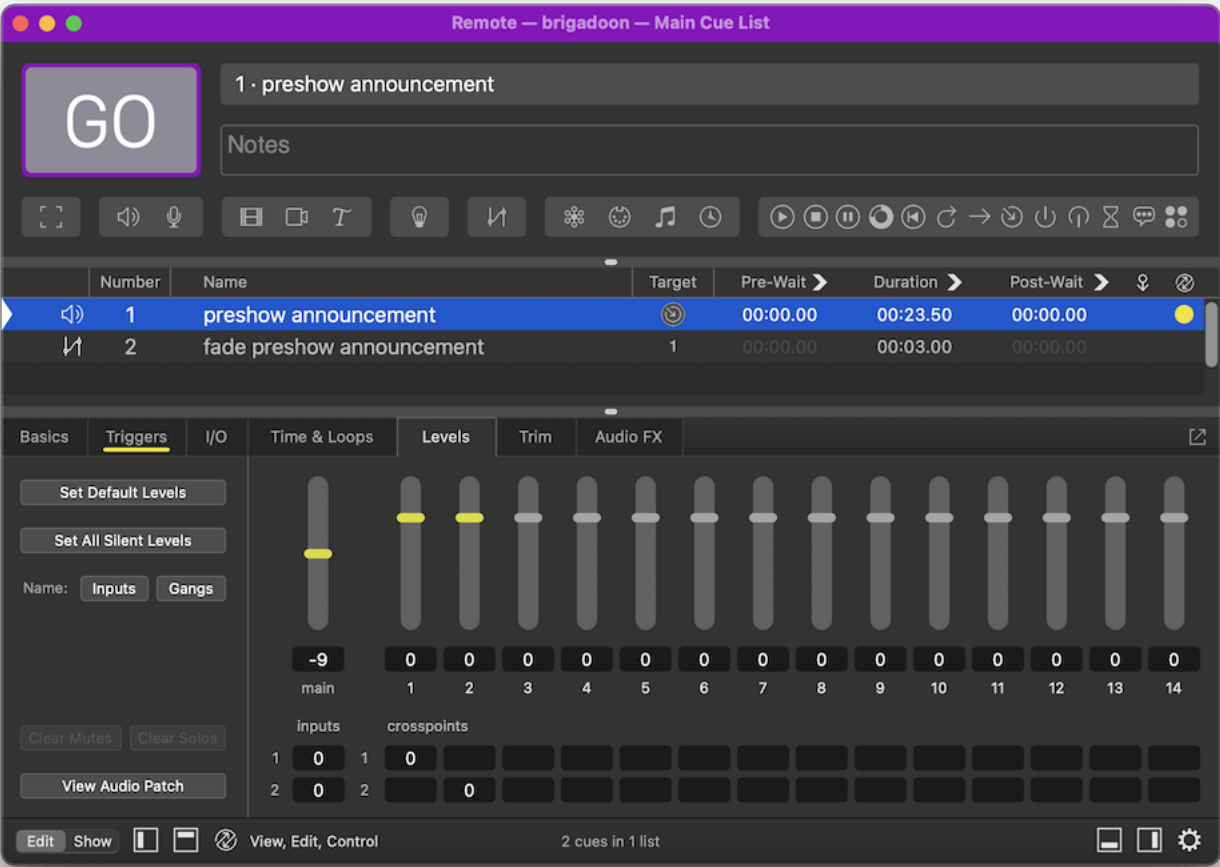 Remote — brigadoon — Main Cue List
GO
1 · preshow announcement
Notes
Number Name Target Pre-Wait Duration Post-Wait
1 preshow announcement 00:00.00 00:23.50 00:00.00
2 fade preshow announcement 1 00:00.00 00:03.00 00:00.00
Basics Triggers I/O Time & Loops Levels Trim Audio FX
Set Default Levels
Set All Silent Levels
Name: Inputs Gangs
-9 0 0 0 0 0 0 0 0 0 0 0 0 0 0
main 1 2 3 4 5 6 7 8 9 10 11 12 13 14
inputs crosspoints
Clear Mutes Clear Solos
1 0 1 0
View Audio Patch
2 0 2 0
Edit Show View, Edit, Control 2 cues in 1 list